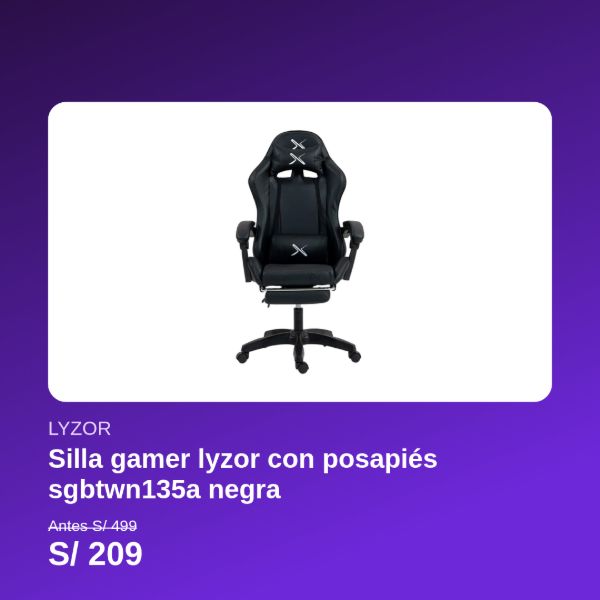 LYZOR
Silla gamer lyzor con posapiés
sgbtwn135a negra
Antes S/ 499
S/ 209